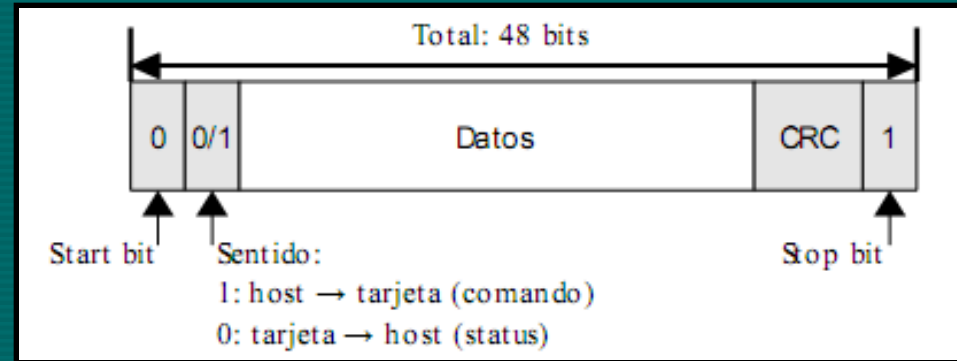 Total: 48 bits
0 0/1 Datos CRC 1
Start bit Sentido: Stop bit
1: host → tarjeta (comando)
0: tarjeta → host (status)